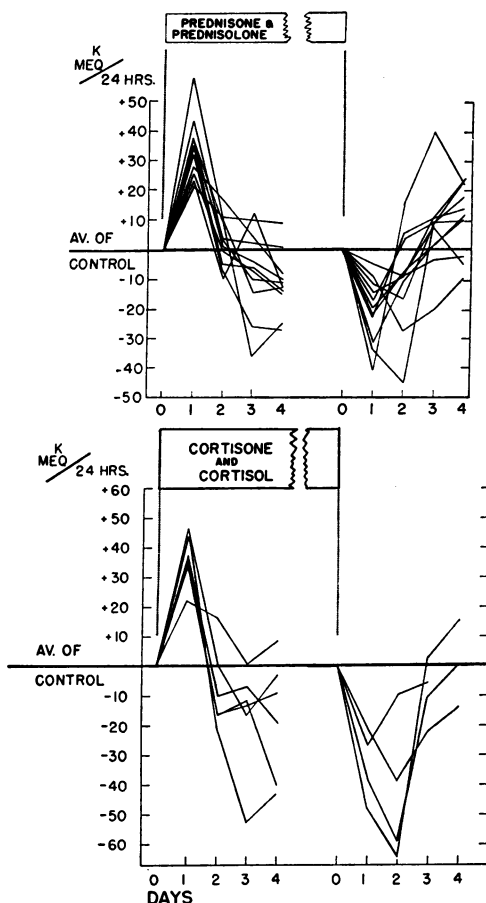 PREDNISONE &
PREDNISOLONE
K
MEQ/24 HRS.
+50
+40
+30
+20
+10
AV. OF
CONTROL
-10
-20
-30
-40
-50
0 1 2 3 4 0 1 2 3 4
CORTISONE
AND
CORTISOL
K
MEQ/24 HRS.
+60
+50
+40
+30
+20
+10
AV. OF
CONTROL
-10
-20
-30
-40
-50
-60
0 1 2 3 4 0 1 2 3 4
DAYS